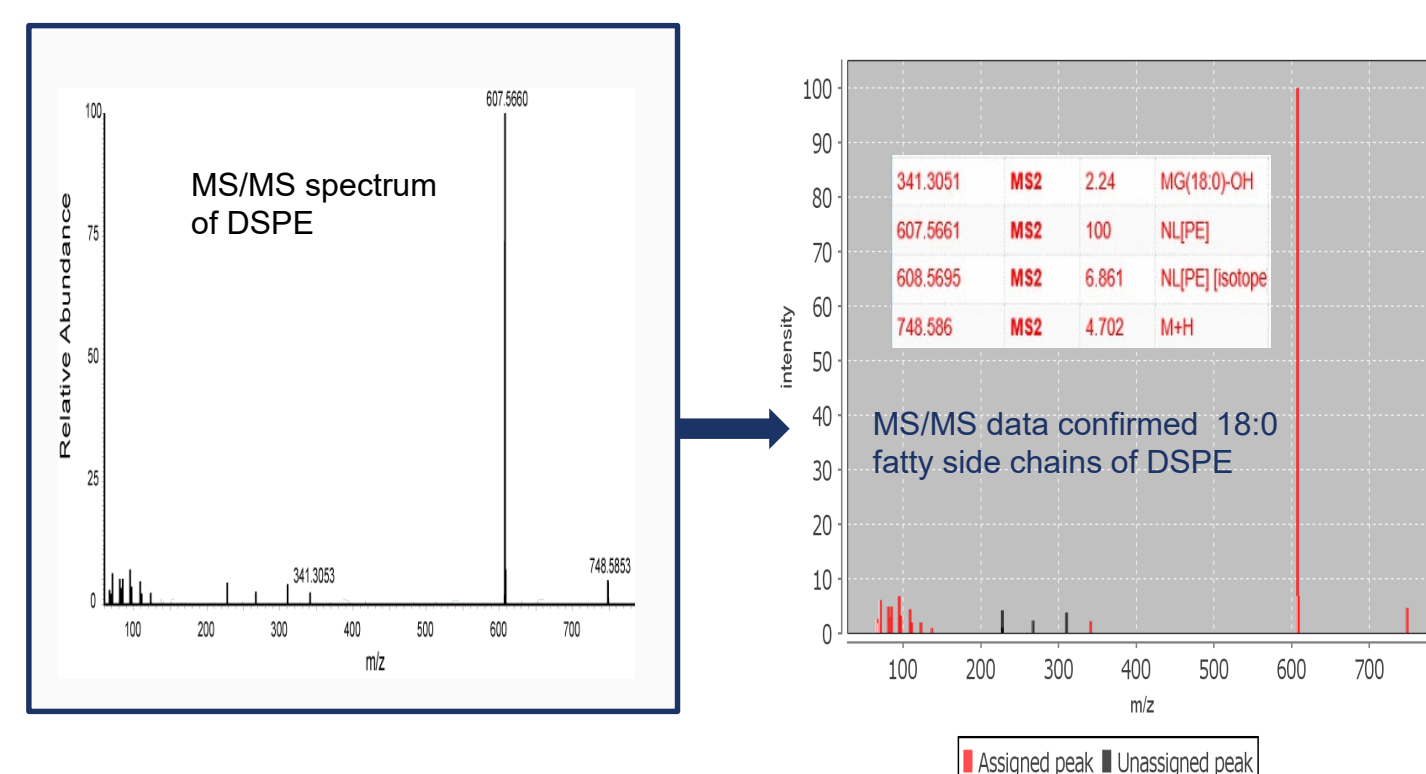 607.5660
100
MS/MS spectrum
of DSPE
75
Relative Abundance
50
25
341.3053
748.5853
0
100 200 300 400 500 600 700
m/z
100
90
80
70
60
50
40
30
20
10
0
intensity
341.3051 MS2 2.24 MG(18:0)-OH
607.5661 MS2 100 NL[PE]
608.5695 MS2 6.861 NL[PE] [isotope
748.586 MS2 4.702 M+H
MS/MS data confirmed 18:0
fatty side chains of DSPE
100 200 300 400 500 600 700
m/z
Assigned peak Unassigned peak